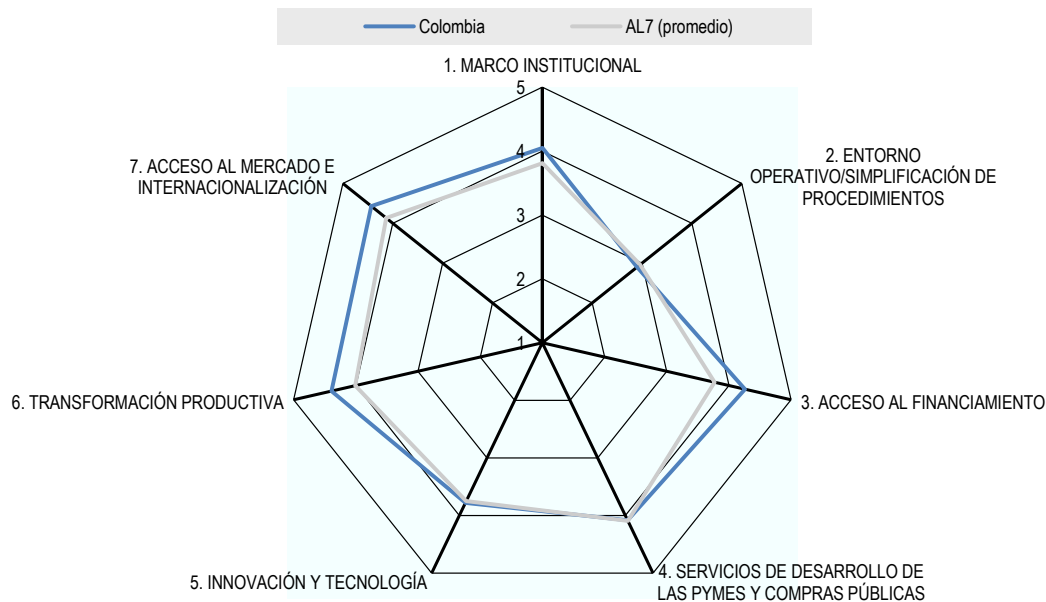 Colombia
AL7 (promedio)
1. MARCO INSTITUCIONAL
2. ENTORNO
OPERATIVO/SIMPLIFICACIÓN DE
PROCEDIMIENTOS
3. ACCESO AL FINANCIAMIENTO
4. SERVICIOS DE DESARROLLO DE
LAS PYMES Y COMPRAS PÚBLICAS
5. INNOVACIÓN Y TECNOLOGÍA
6. TRANSFORMACIÓN PRODUCTIVA
7. ACCESO AL MERCADO E
INTERNACIONALIZACIÓN
5
4
3
2
1